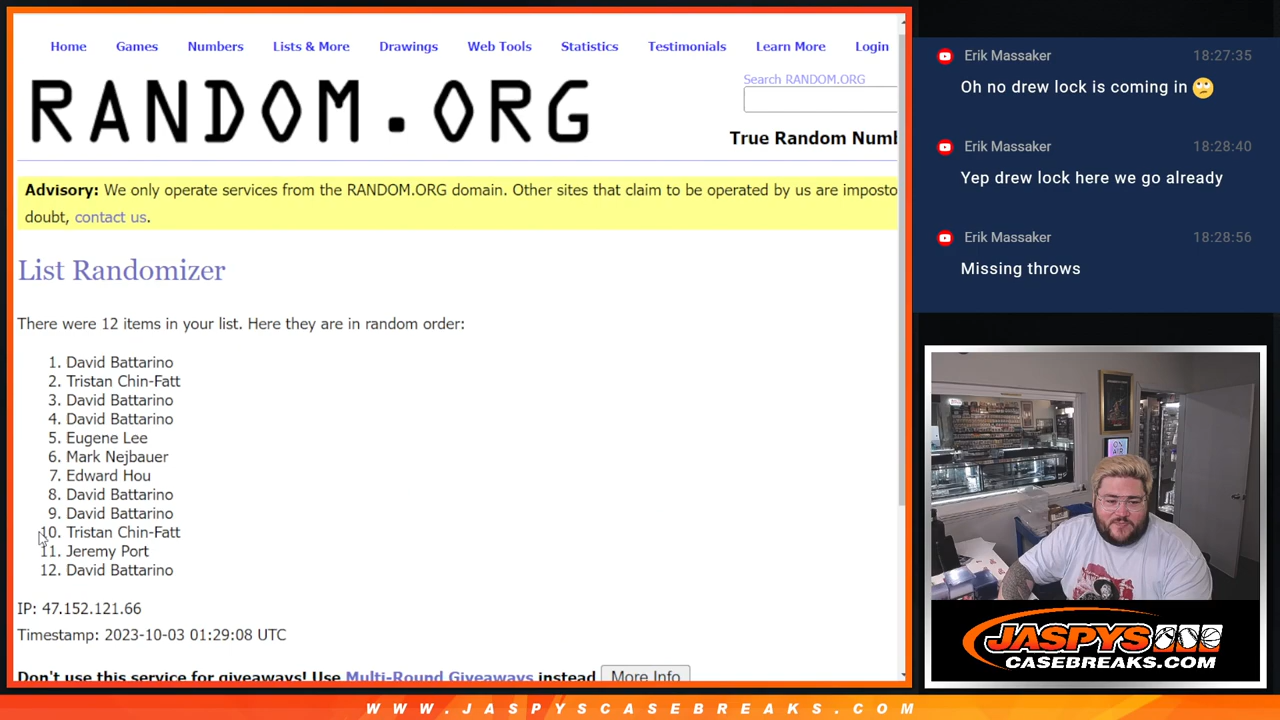 Home Games Numbers Lists & More Drawings Web Tools Statistics Testimonials Learn More Login
RANDOM.ORG
Search RANDOM.ORG
True Random Numb
Advisory: We only operate services from the RANDOM.ORG domain. Other sites that claim to be operated by us are imposto
doubt, contact us.
List Randomizer
There were 12 items in your list. Here they are in random order:
1. David Battarino
2. Tristan Chin-Fatt
3. David Battarino
4. David Battarino
5. Eugene Lee
6. Mark Nejbauer
7. Edward Hou
8. David Battarino
9. David Battarino
10. Tristan Chin-Fatt
11. Jeremy Port
12. David Battarino
IP: 47.152.121.66
Timestamp: 2023-10-03 01:29:08 UTC
Don't use this service for giveaways! Use Multi-Round Giveaways instead More Info
Erik Massaker 18:27:35
Oh no drew lock is coming in 🙄
Erik Massaker 18:28:40
Yep drew lock here we go already
Erik Massaker 18:28:56
Missing throws
ON AIR
JASPYS
CASEBREAKS.COM
WWW.JASPYSCASEBREAKS.COM